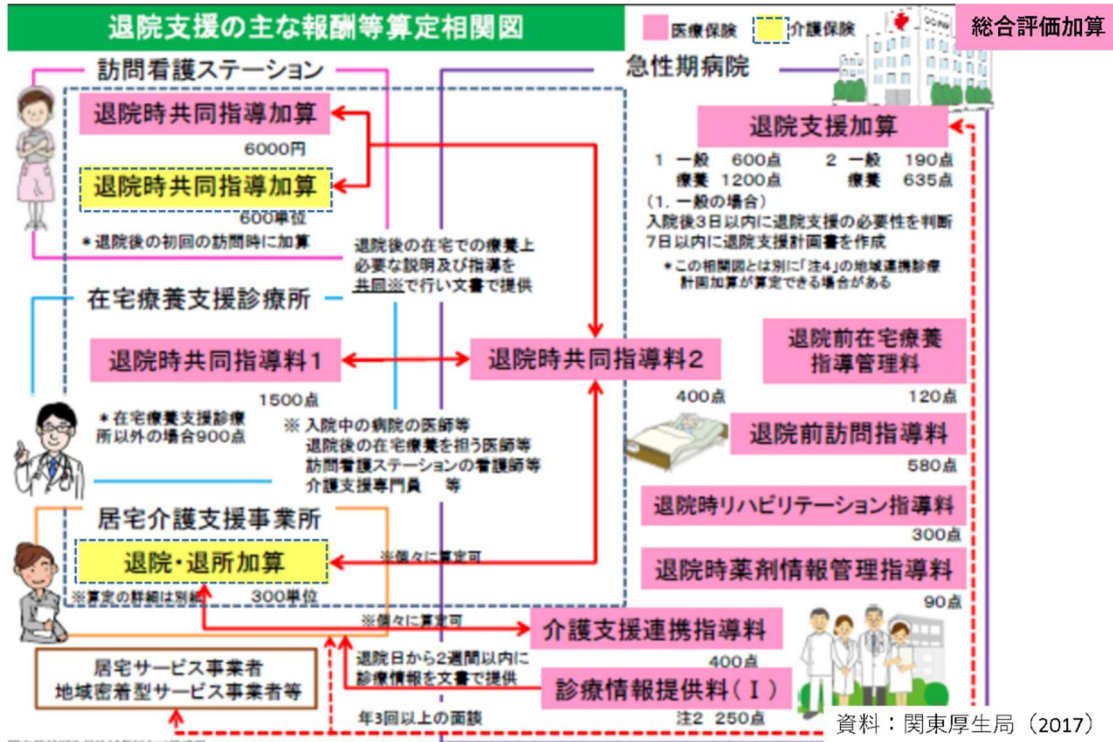 退院支援の主な報酬等算定相関図
医療保険
介護保険
総合評価加算
訪問看護ステーション
急性期病院
退院時共同指導加算
6000円
退院時共同指導加算
600単位
*退院後の初回の訪問時に加算
退院支援加算
1 一般 600点 2 一般 190点
療養 1200点 療養 635点
(1.一般の場合)
入院後3日以内に退院支援の必要性を判断
7日以内に退院支援計画書を作成
*この相関図とは別に「注4」の地域連携診療
計画加算が算定できる場合がある
退院後の在宅での療養上
必要な説明及び指導を
共同※で行い文書で提供
在宅療養支援診療所
退院時共同指導料1
1500点
*在宅療養支援診療
所以外の場合900点
退院時共同指導料2
400点
※ 入院中の病院の医師等
退院後の在宅療養を担う医師等
訪問看護ステーションの看護師等
介護支援専門員 等
退院前在宅療養
指導管理料
120点
退院前訪問指導料
580点
退院時リハビリテーション指導料
300点
退院時薬剤情報管理指導料
90点
居宅介護支援事業所
退院・退所加算
※算定の詳細は別紙
300単位
※個々に算定可
※個々に算定可
介護支援連携指導料
400点
退院日から2週間以内に
診療情報を文書で提供
診療情報提供料(Ⅰ)
注2 250点
居宅サービス事業者
地域密着型サービス事業者等
年3回以上の面談
資料:関東厚生局(2017)